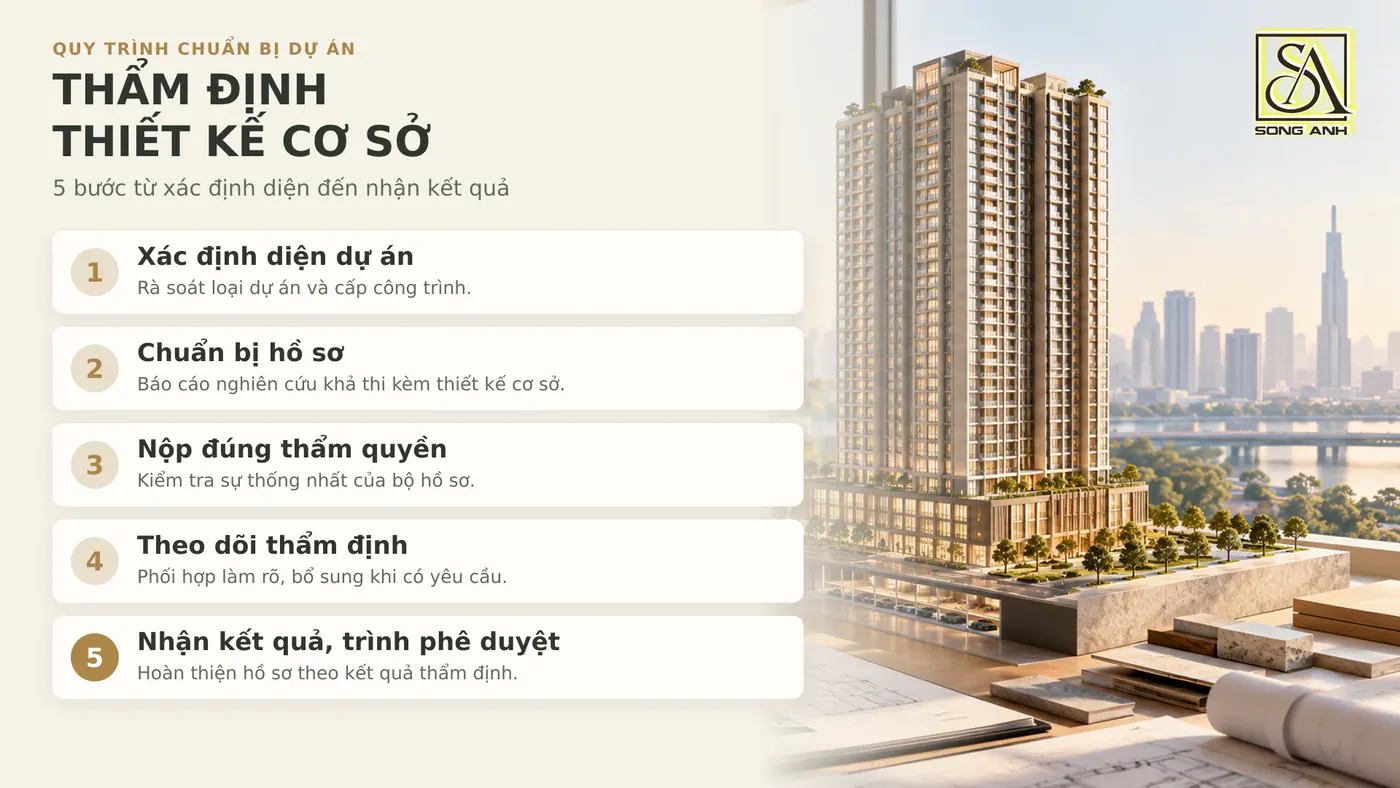 QUY TRÌNH CHUẨN BỊ DỰ ÁN
THẨM ĐỊNH
THIẾT KẾ CƠ SỞ
5 bước từ xác định diện đến nhận kết quả
1
Xác định diện dự án
Rà soát loại dự án và cấp công trình.
2
Chuẩn bị hồ sơ
Báo cáo nghiên cứu khả thi kèm thiết kế cơ sở.
3
Nộp đúng thẩm quyền
Kiểm tra sự thống nhất của bộ hồ sơ.
4
Theo dõi thẩm định
Phối hợp làm rõ, bổ sung khi có yêu cầu.
5
Nhận kết quả, trình phê duyệt
Hoàn thiện hồ sơ theo kết quả thẩm định.
SA
SONG ANH